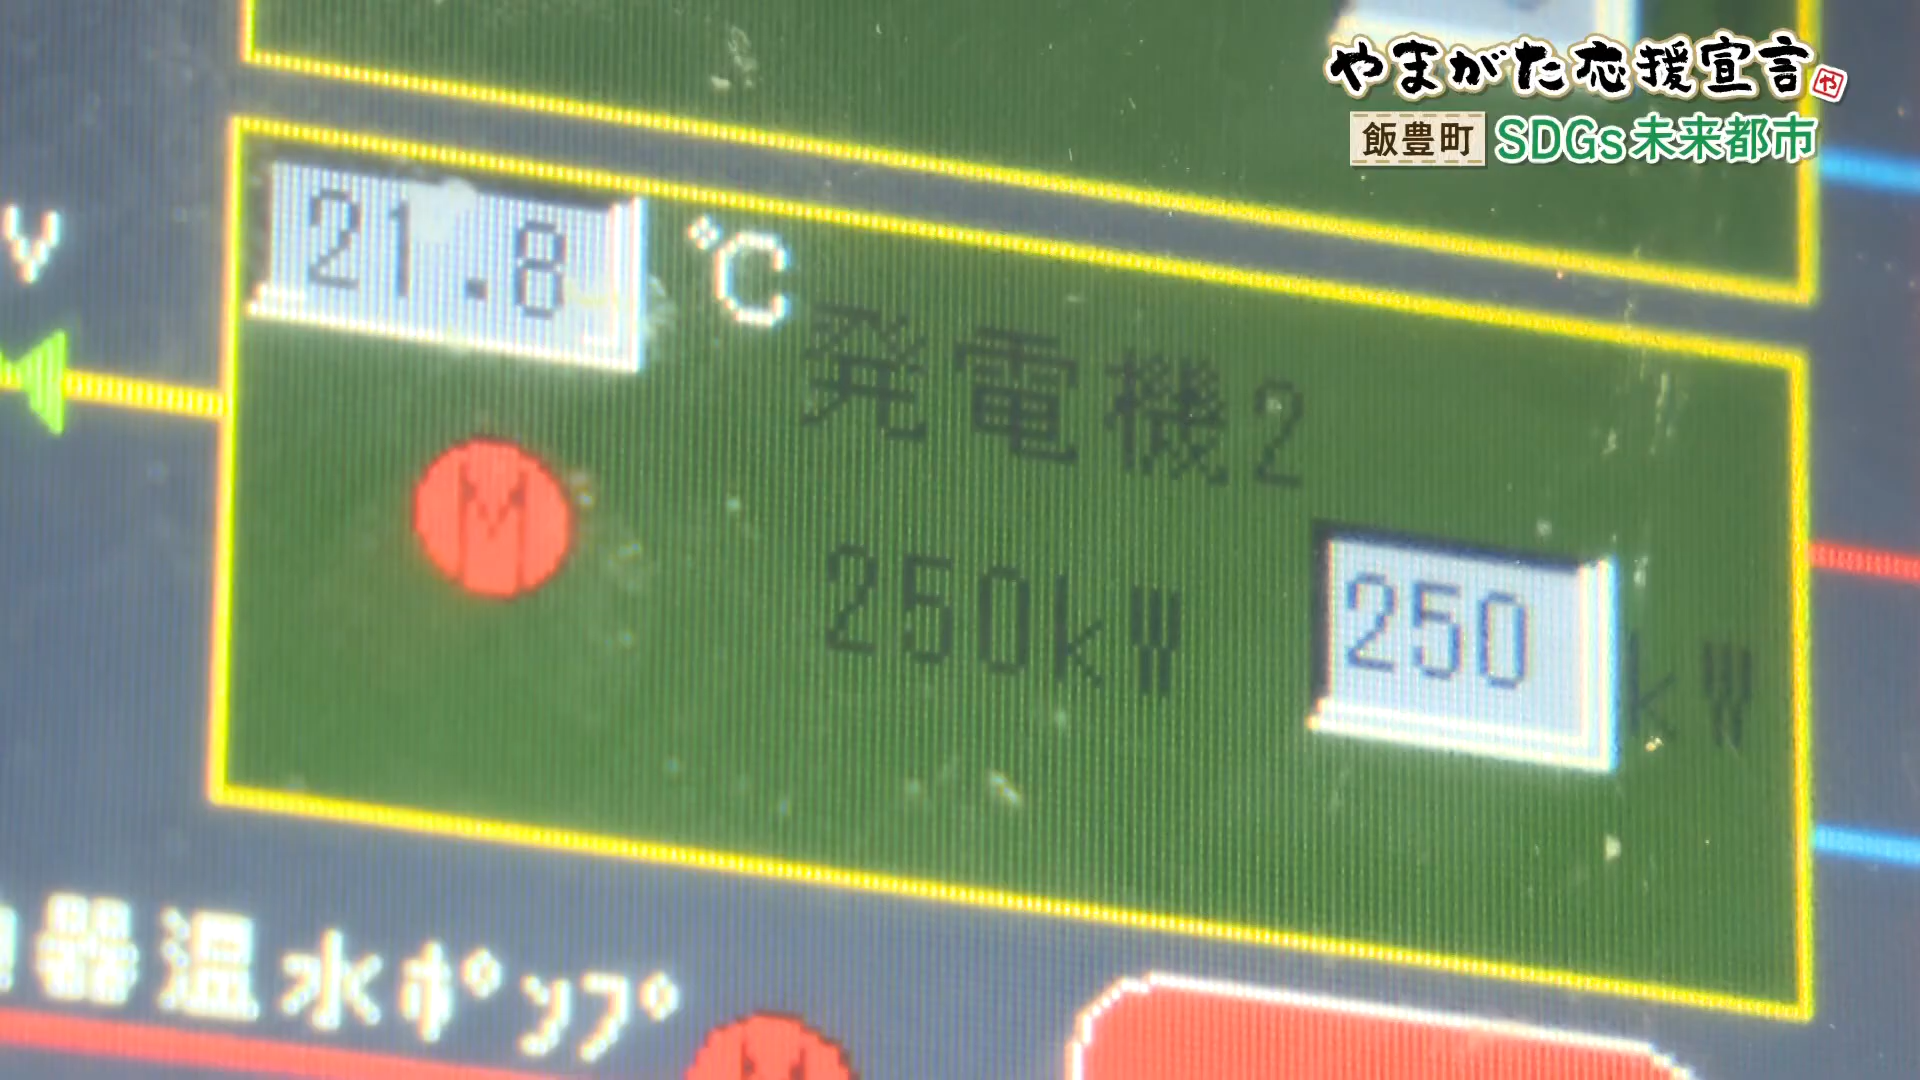 やまがた応援宣言
や
飯豊町 SDGs未来都市
V
21.8 ℃
発電機2
M
250kW
250 kW
器温水ポンプ
M